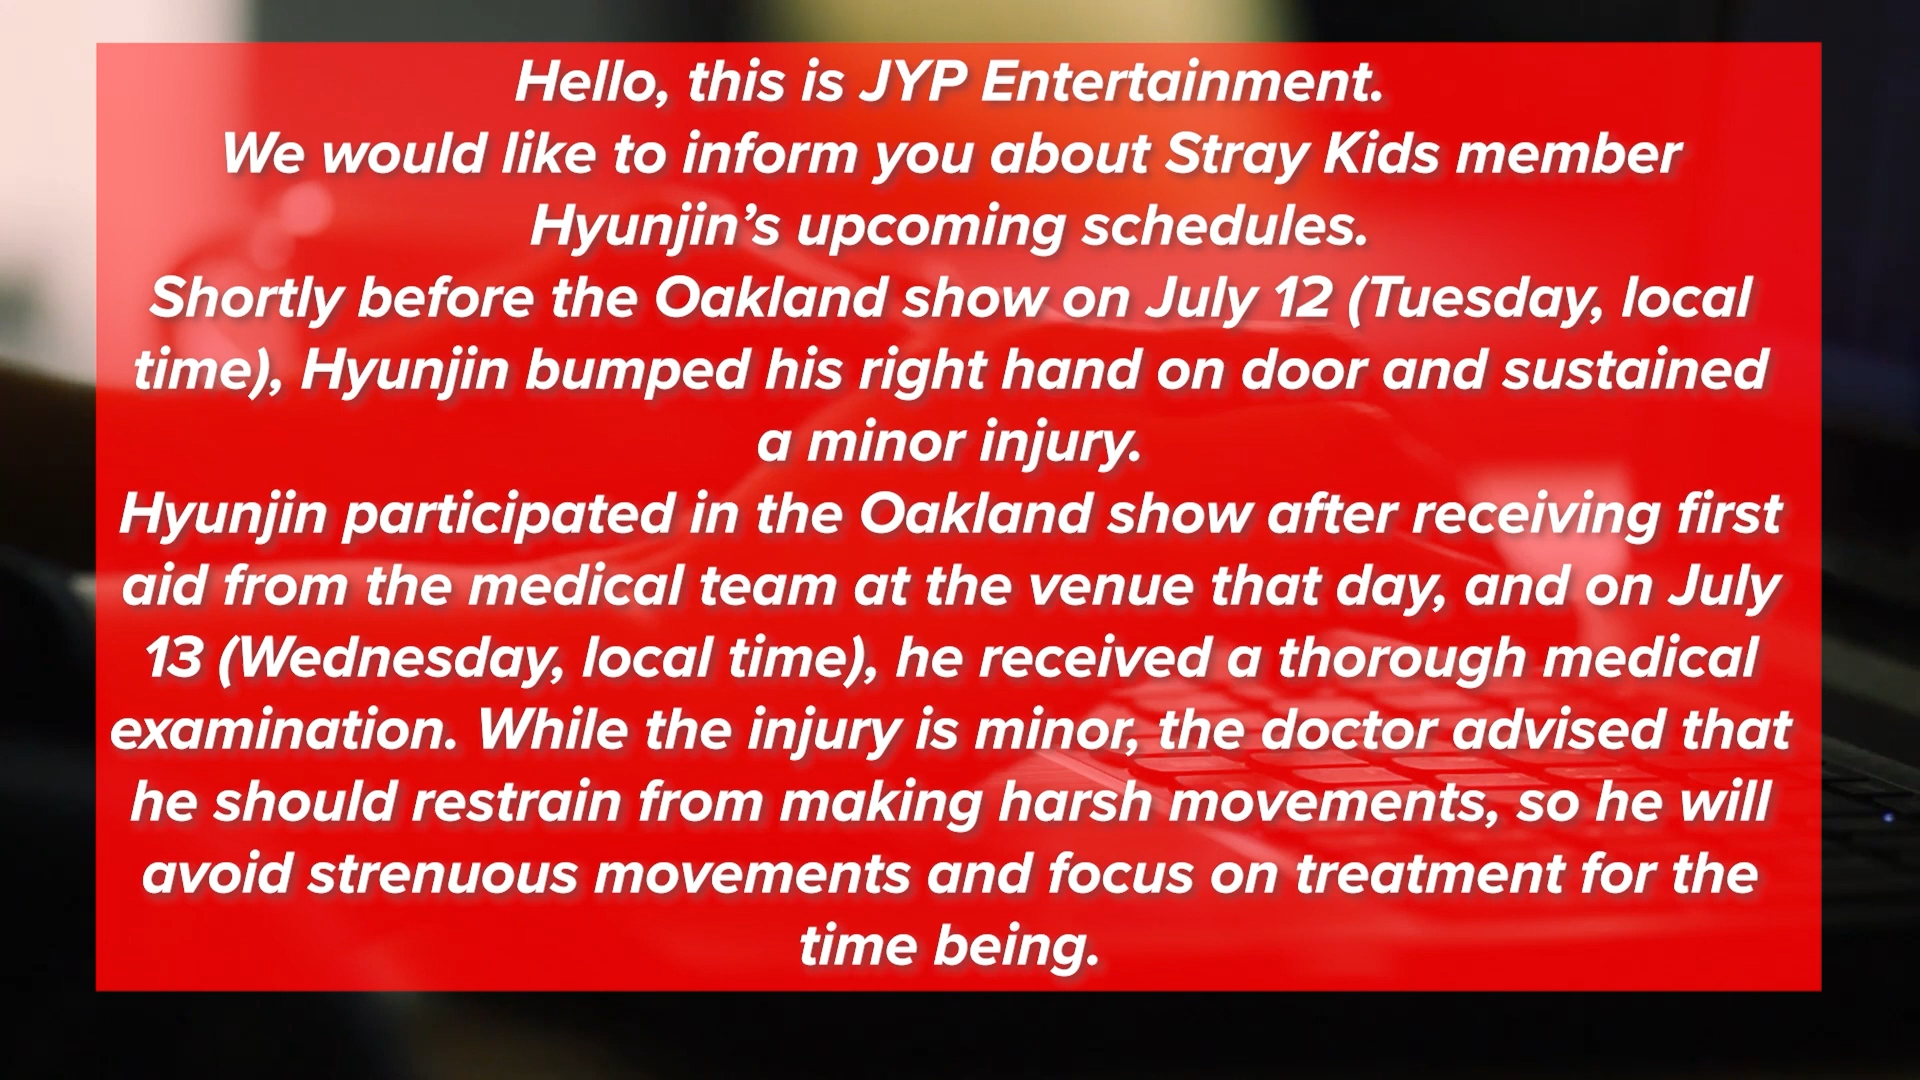 Hello, this is JYP Entertainment.
We would like to inform you about Stray Kids member
Hyunjin’s upcoming schedules.
Shortly before the Oakland show on July 12 (Tuesday, local
time), Hyunjin bumped his right hand on door and sustained
a minor injury.
Hyunjin participated in the Oakland show after receiving first
aid from the medical team at the venue that day, and on July
13 (Wednesday, local time), he received a thorough medical
examination. While the injury is minor, the doctor advised that
he should restrain from making harsh movements, so he will
avoid strenuous movements and focus on treatment for the
time being.